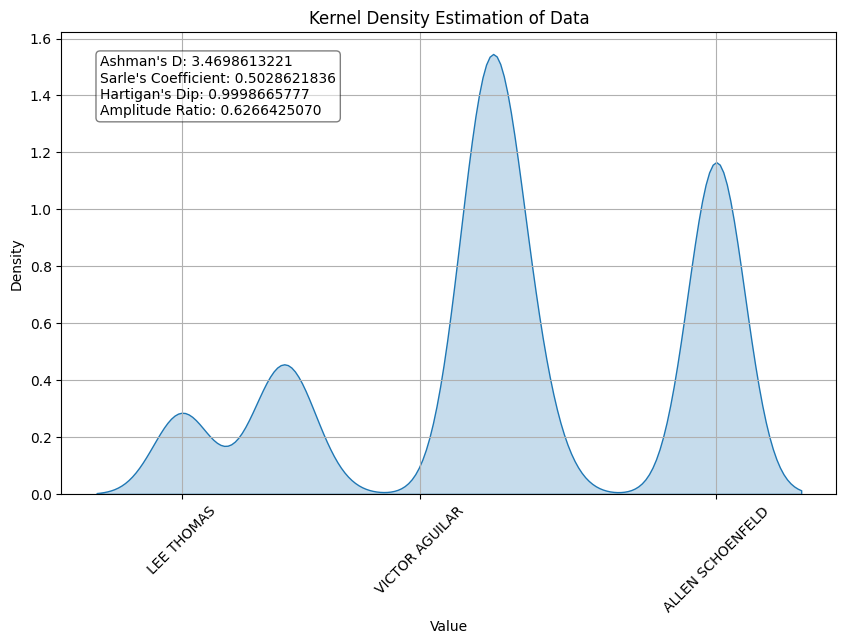 Kernel Density Estimation of Data
1.6
1.4
1.2
1.0
0.8
0.6
0.4
0.2
0.0
Density
Ashman's D: 3.4698613221
Sarle's Coefficient: 0.5028621836
Hartigan's Dip: 0.9998665777
Amplitude Ratio: 0.6266425070
LEE THOMAS
VICTOR AGUILAR
ALLEN SCHOENFELD
Value